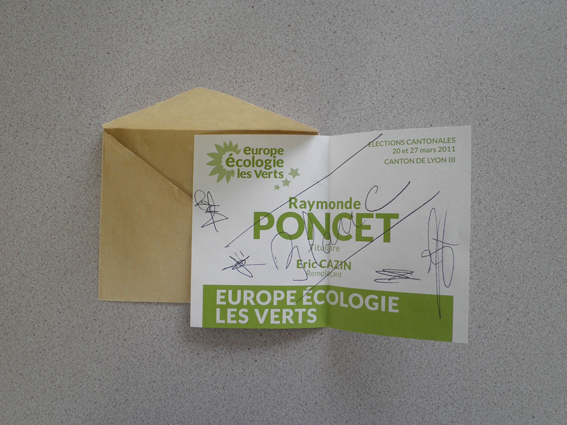 europe
écologie
les Verts
ELECTIONS CANTONALES
20 et 27 mars 2011
CANTON DE LYON III
Raymonde
PONCET
Titulaire
Eric CAZIN
Remplaçant
EUROPE ÉCOLOGIE
LES VERTS